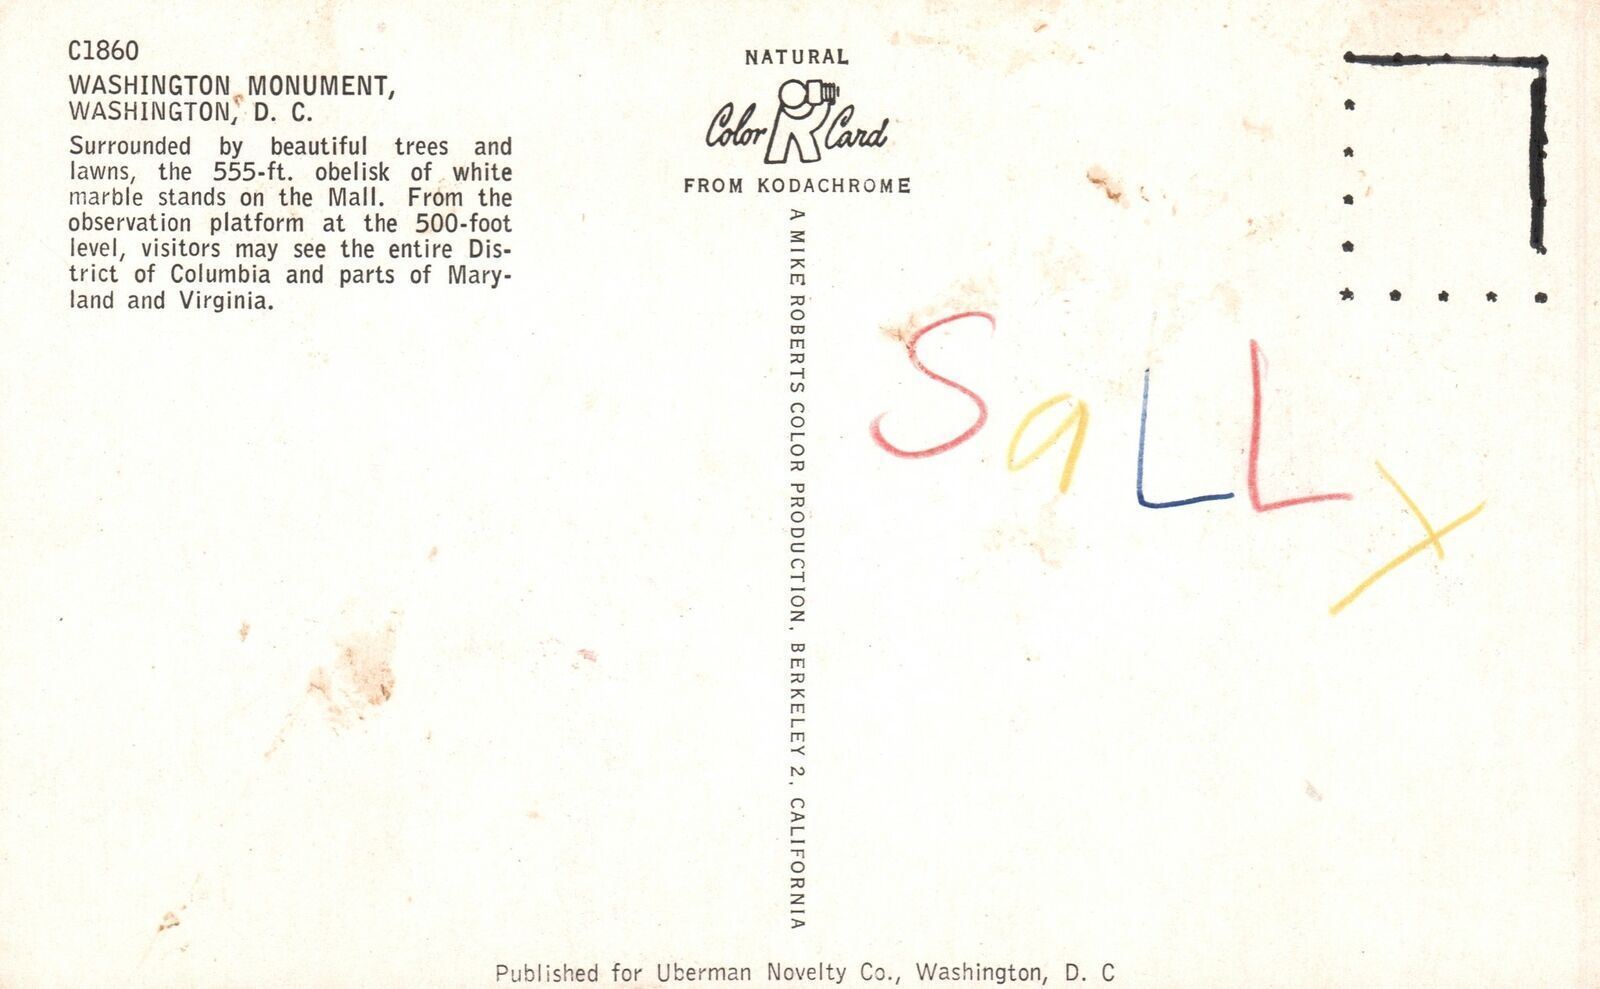 C1860
WASHINGTON MONUMENT,
WASHINGTON, D. C.
Surrounded by beautiful trees and
lawns, the 555-ft. obelisk of white
marble stands on the Mall. From the
observation platform at the 500-foot
level, visitors may see the entire Dis-
trict of Columbia and parts of Mary-
land and Virginia.
NATURAL
Color Card
FROM KODACHROME
A MIKE ROBERTS COLOR PRODUCTION, BERKELEY 2, CALIFORNIA
SaLLy
Published for Uberman Novelty Co., Washington, D. C